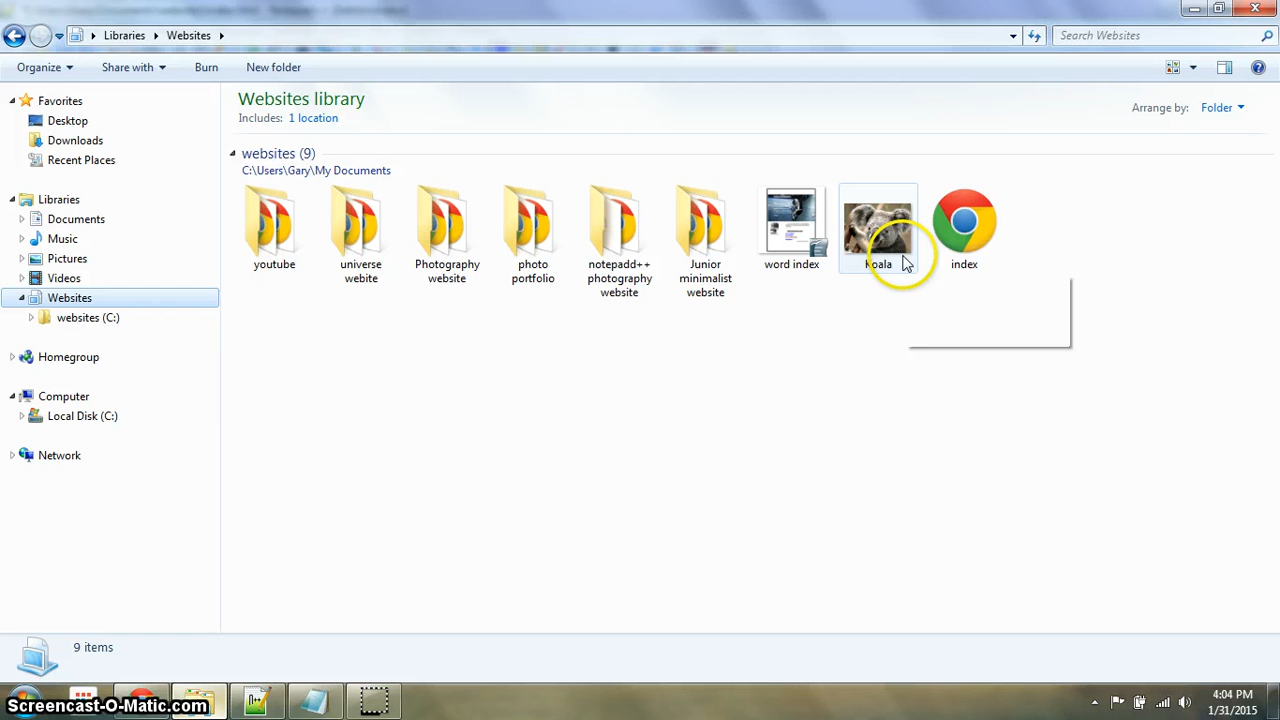 Libraries
Websites
Search Websites
Organize
Share with
Burn
New folder
Favorites
Desktop
Downloads
Recent Places
Libraries
Documents
Music
Pictures
Videos
Websites
websites (C:)
Homegroup
Computer
Local Disk (C:)
Network
Websites library
Includes: 1 location
Arrange by: Folder
websites (9)
C:\Users\Gary\My Documents
youtube
universe
webite
Photography
website
photo
portfolio
notepadd++
photography
website
Junior
minimalist
website
word index
Koala
index
9 items
Screencast-O-Matic.com
4:04 PM
1/31/2015